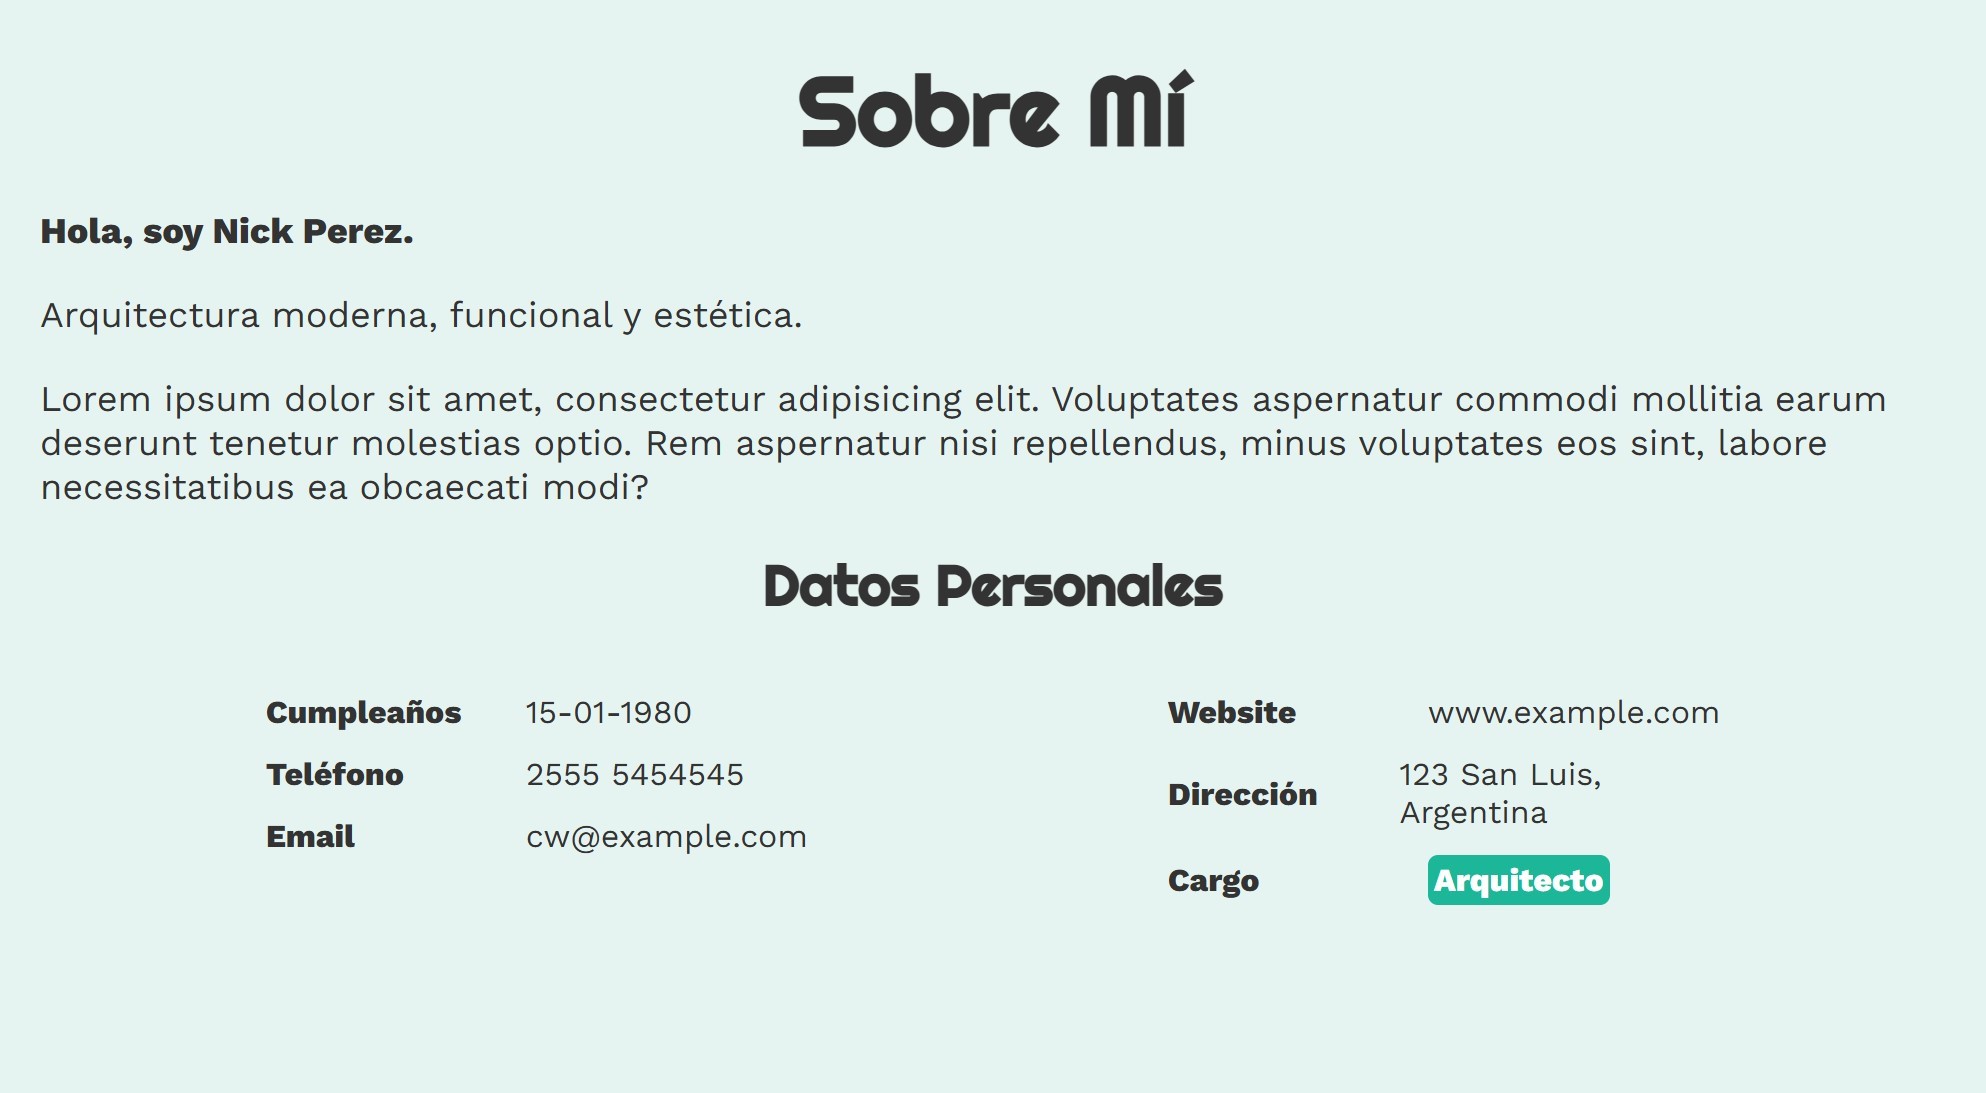 Sobre Mí
Hola, soy Nick Perez.
Arquitectura moderna, funcional y estética.
Lorem ipsum dolor sit amet, consectetur adipisicing elit. Voluptates aspernatur commodi mollitia earum
deserunt tenetur molestias optio. Rem aspernatur nisi repellendus, minus voluptates eos sint, labore
necessitatibus ea obcaecati modi?
Datos Personales
Cumpleaños 15-01-1980
Teléfono 2555 5454545
Email cw@example.com
Website www.example.com
Dirección 123 San Luis,
Argentina
Cargo Arquitecto